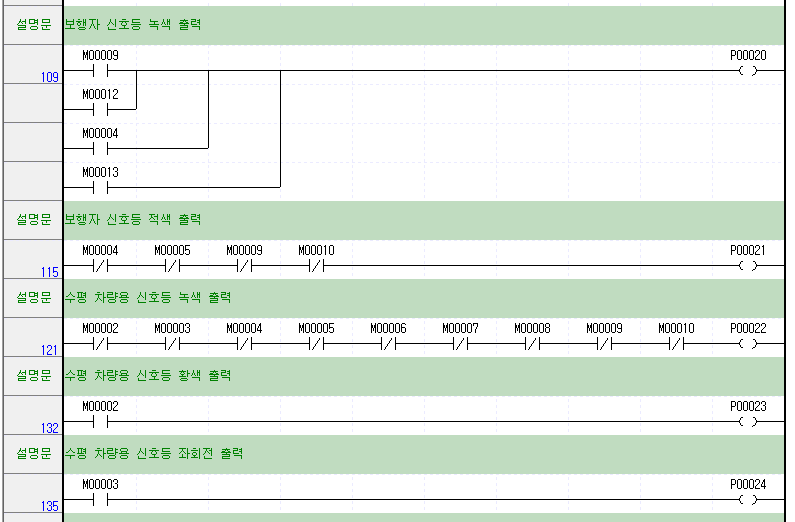 설명문 보행자 신호등 녹색 출력
M00009 P00020
109
M00012
M00004
M00013
설명문 보행자 신호등 적색 출력
M00004 M00005 M00009 M00010 P00021
115
설명문 수평 차량용 신호등 녹색 출력
M00002 M00003 M00004 M00005 M00006 M00007 M00008 M00009 M00010 P00022
121
설명문 수평 차량용 신호등 황색 출력
M00002 P00023
132
설명문 수평 차량용 신호등 좌회전 출력
M00003 P00024
135